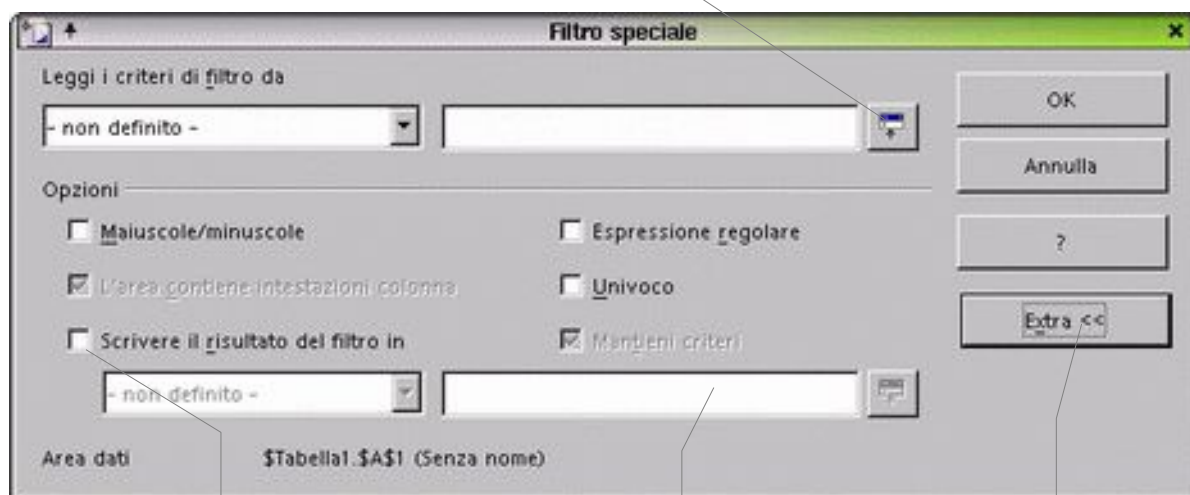 Filtro speciale
Leggi i criteri di filtro da
- non definito -
OK
Annulla
Opzioni
Maiuscole/minuscole
Espressione regolare
?
L'area contiene intestazioni colonna
Univoco
Extra <<
Scrivere il risultato del filtro in
Mantieni criteri
- non definito -
Area dati $Tabella1.$A$1 (Senza nome)